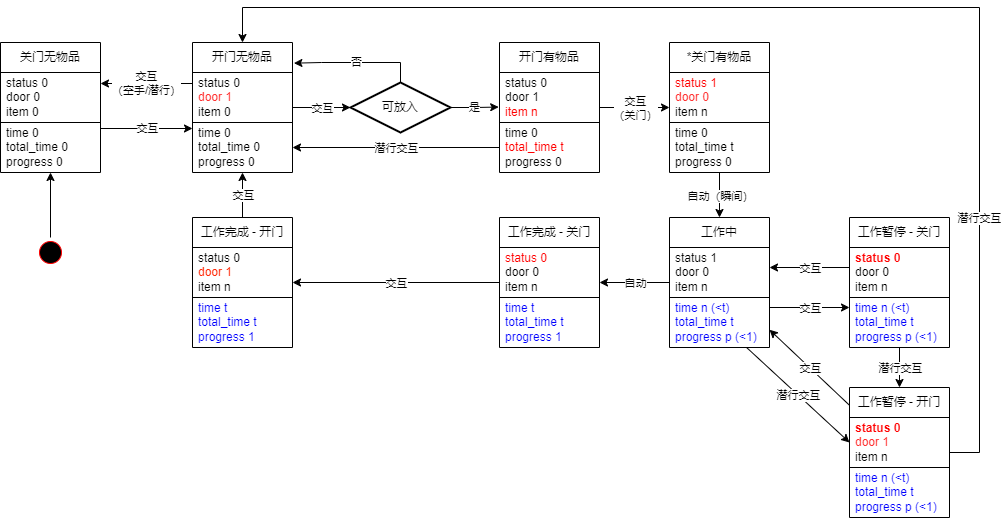 关门无物品
status 0
door 0
item 0
time 0
total_time 0
progress 0
交互
（空手/潜行）
交互
开门无物品
status 0
door 1
item 0
time 0
total_time 0
progress 0
交互
否
可放入
是
潜行交互
开门有物品
status 0
door 1
item n
time 0
total_time t
progress 0
交互
（关门）
*关门有物品
status 1
door 0
item n
time 0
total_time t
progress 0
自动（瞬间）
潜行交互
交互
工作完成 - 开门
status 0
door 1
item n
time t
total_time t
progress 1
交互
工作完成 - 关门
status 0
door 0
item n
time t
total_time t
progress 1
自动
工作中
status 1
door 0
item n
time n (<t)
total_time t
progress p (<1)
交互
交互
工作暂停 - 关门
status 0
door 0
item n
time n (<t)
total_time t
progress p (<1)
潜行交互
交互
潜行交互
工作暂停 - 开门
status 0
door 1
item n
time n (<t)
total_time t
progress p (<1)